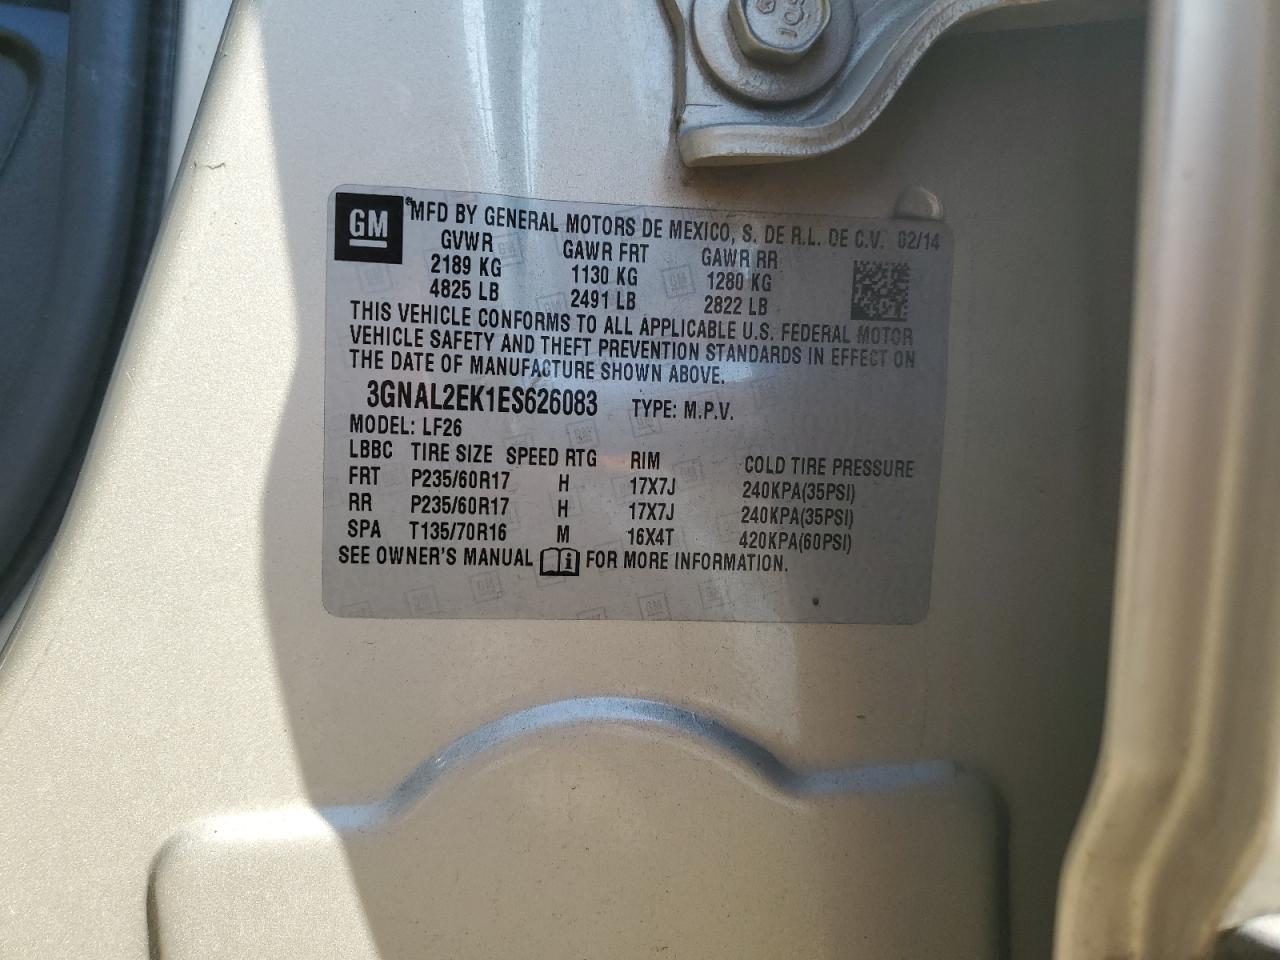 GM MFD BY GENERAL MOTORS DE MEXICO, S. DE R.L. DE C.V. 02/14
GVWR GAWR FRT GAWR RR
2189 KG 1130 KG 1280 KG
4825 LB 2491 LB 2822 LB
THIS VEHICLE CONFORMS TO ALL APPLICABLE U.S. FEDERAL MOTOR
VEHICLE SAFETY AND THEFT PREVENTION STANDARDS IN EFFECT ON
THE DATE OF MANUFACTURE SHOWN ABOVE.
3GNAL2EK1ES626083 TYPE: M.P.V.
MODEL: LF26
LBBC TIRE SIZE SPEED RTG RIM COLD TIRE PRESSURE
FRT P235/60R17 H 17X7J 240KPA(35PSI)
RR P235/60R17 H 17X7J 240KPA(35PSI)
SPA T135/70R16 M 16X4T 420KPA(60PSI)
SEE OWNER'S MANUAL FOR MORE INFORMATION.